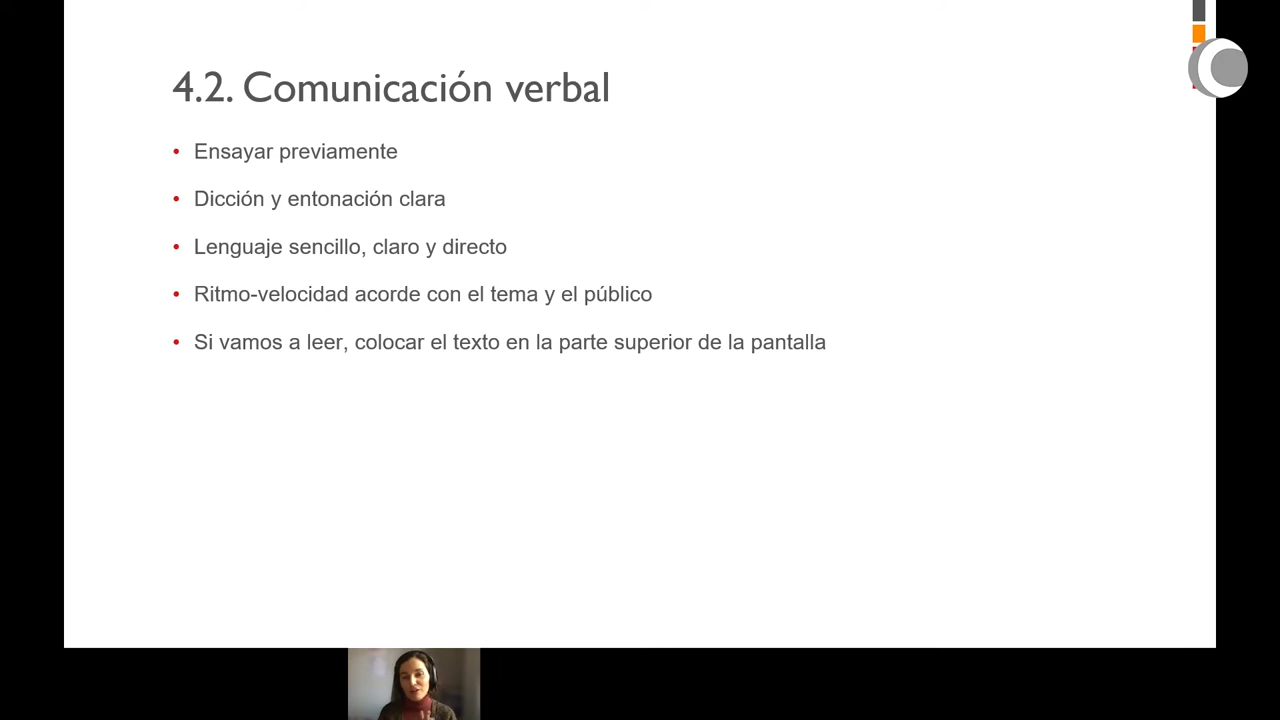 4.2. Comunicación verbal
• Ensayar previamente
• Dicción y entonación clara
• Lenguaje sencillo, claro y directo
• Ritmo-velocidad acorde con el tema y el público
• Si vamos a leer, colocar el texto en la parte superior de la pantalla